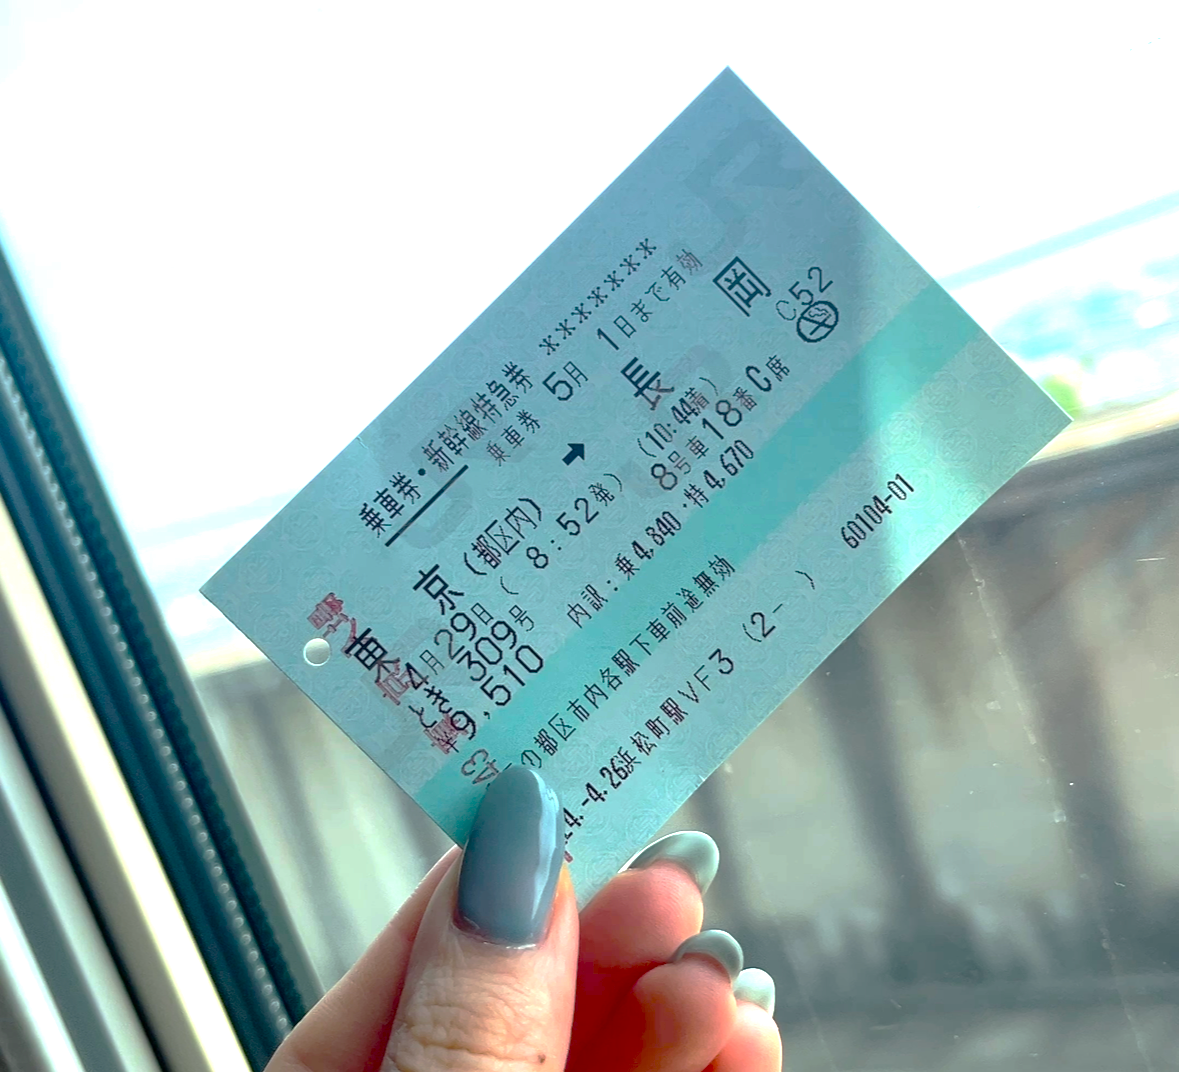 乗車券・新幹線特急券 ********
乗車券 5月 1日まで有効
東 京(都区内) ➡ 長 岡
4月29日( 8:52発) (10:44着) C52
とき 309号 8号車18番C席
¥9,510 内訳:乗4,840・特4,670
の都区市内各駅下車前途無効
4.-4.26浜松町駅VF3 (2- ) 60104-01